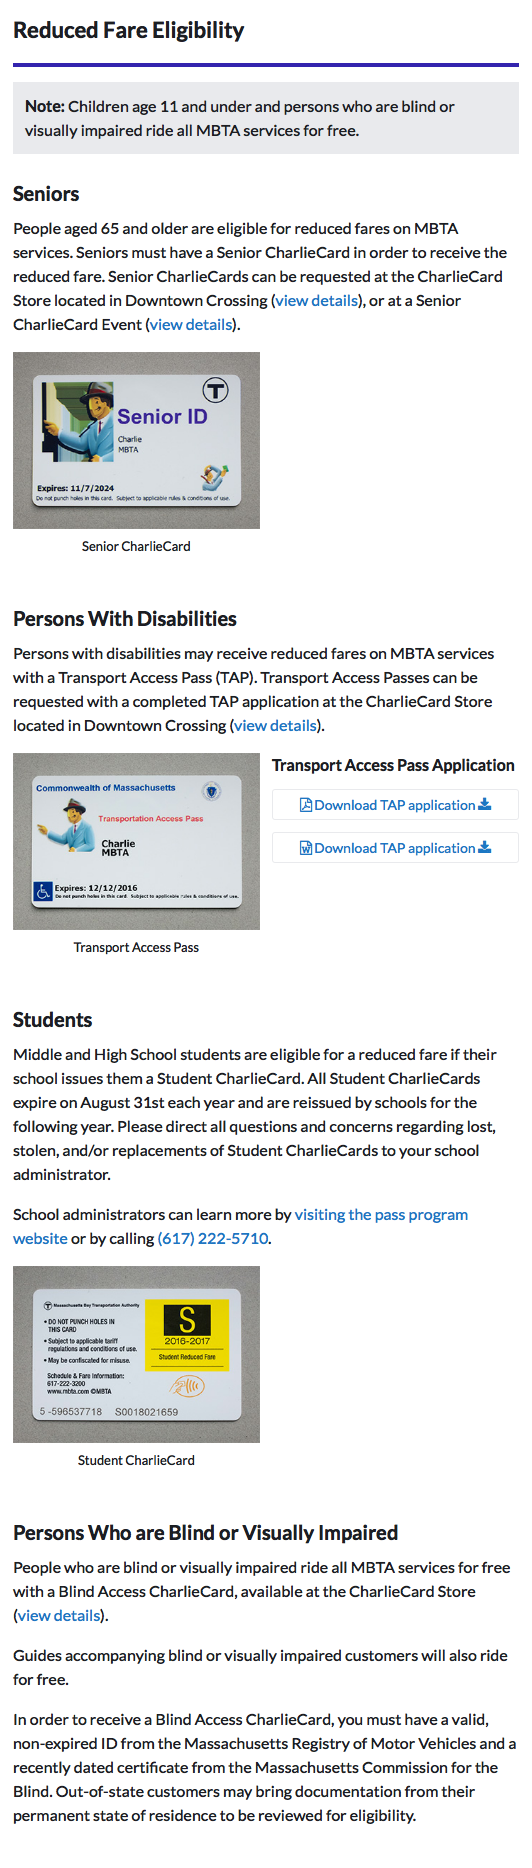 Reduced Fare Eligibility
Note: Children age 11 and under and persons who are blind or
visually impaired ride all MBTA services for free.
Seniors
People aged 65 and older are eligible for reduced fares on MBTA
services. Seniors must have a Senior CharlieCard in order to receive the
reduced fare. Senior CharlieCards can be requested at the CharlieCard
Store located in Downtown Crossing (view details), or at a Senior
CharlieCard Event (view details).
T
Senior ID
Charlie
MBTA
Expires: 11/7/2024
Do not punch holes in this card. Subject to applicable rules & conditions of use.
Senior CharlieCard
Persons With Disabilities
Persons with disabilities may receive reduced fares on MBTA services
with a Transport Access Pass (TAP). Transport Access Passes can be
requested with a completed TAP application at the CharlieCard Store
located in Downtown Crossing (view details).
Commonwealth of Massachusetts
Transportation Access Pass
Charlie
MBTA
Expires: 12/12/2016
Do not punch holes in this card. Subject to applicable rules & conditions of use.
Transport Access Pass
Transport Access Pass Application
Download TAP application
Download TAP application
Students
Middle and High School students are eligible for a reduced fare if their
school issues them a Student CharlieCard. All Student CharlieCards
expire on August 31st each year and are reissued by schools for the
following year. Please direct all questions and concerns regarding lost,
stolen, and/or replacements of Student CharlieCards to your school
administrator.
School administrators can learn more by visiting the pass program
website or by calling (617) 222-5710.
T Massachusetts Bay Transportation Authority
• DO NOT PUNCH HOLES IN
THIS CARD
• Subject to applicable tariff
regulations and conditions of use.
• May be confiscated for misuse.
Schedule & Fare Information:
617-222-3200
www.mbta.com ©MBTA
5-596537718 S0018021659
S
2016-2017
Student Reduced Fare
Student CharlieCard
Persons Who are Blind or Visually Impaired
People who are blind or visually impaired ride all MBTA services for free
with a Blind Access CharlieCard, available at the CharlieCard Store
(view details).
Guides accompanying blind or visually impaired customers will also ride
for free.
In order to receive a Blind Access CharlieCard, you must have a valid,
non-expired ID from the Massachusetts Registry of Motor Vehicles and a
recently dated certificate from the Massachusetts Commission for the
Blind. Out-of-state customers may bring documentation from their
permanent state of residence to be reviewed for eligibility.